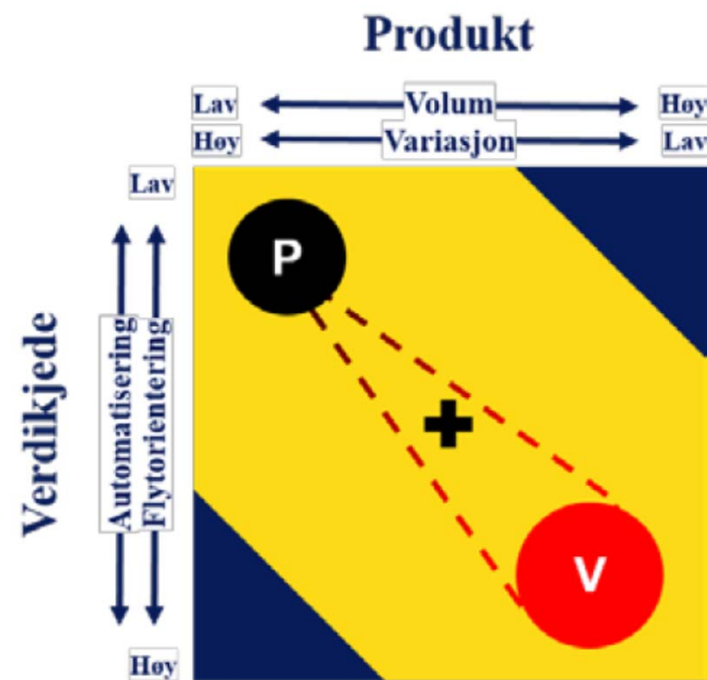 Produkt
Lav Volum Høy
Høy Variasjon Lav
Lav
Verdikjede
Automatisering
Flytorientering
Høy
P
+
V